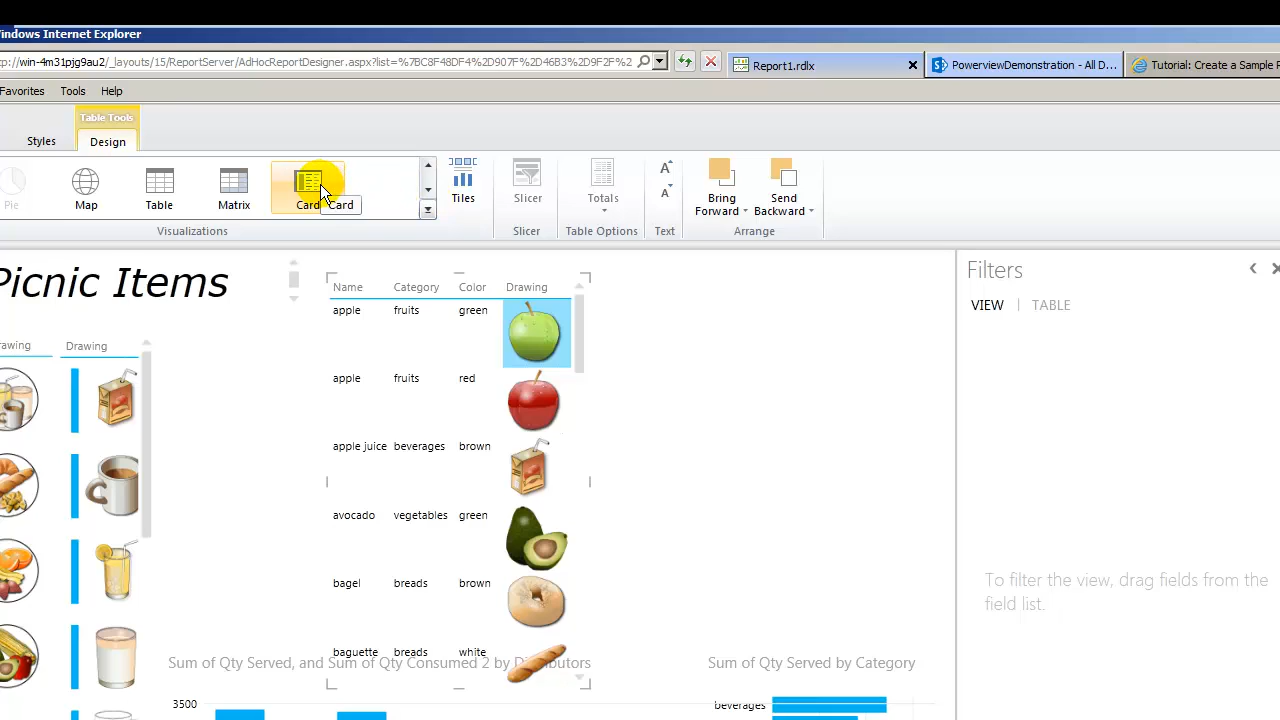 Windows Internet Explorer
http://win-4m31pjg9au2/_layouts/15/ReportServer/AdHocReportDesigner.aspx?list=%7BC8F48DF4%2D907F%2D46B3%2D9F2F%2
Report1.rdlx
PowerviewDemonstration - All D...
Tutorial: Create a Sample
Favorites Tools Help
Table Tools
Styles Design
Pie Map Table Matrix Card Card
Tiles Slicer Totals
Bring Forward
Send Backward
Visualizations Slicer Table Options Text Arrange
Picnic Items
Filters
VIEW | TABLE
Name Category Color Drawing
rawing Drawing
apple fruits green
apple fruits red
apple juice beverages brown
avocado vegetables green
bagel breads brown
baguette breads white
To filter the view, drag fields from the
field list.
Sum of Qty Served, and Sum of Qty Consumed 2 by Distributors
Sum of Qty Served by Category
3500
beverages